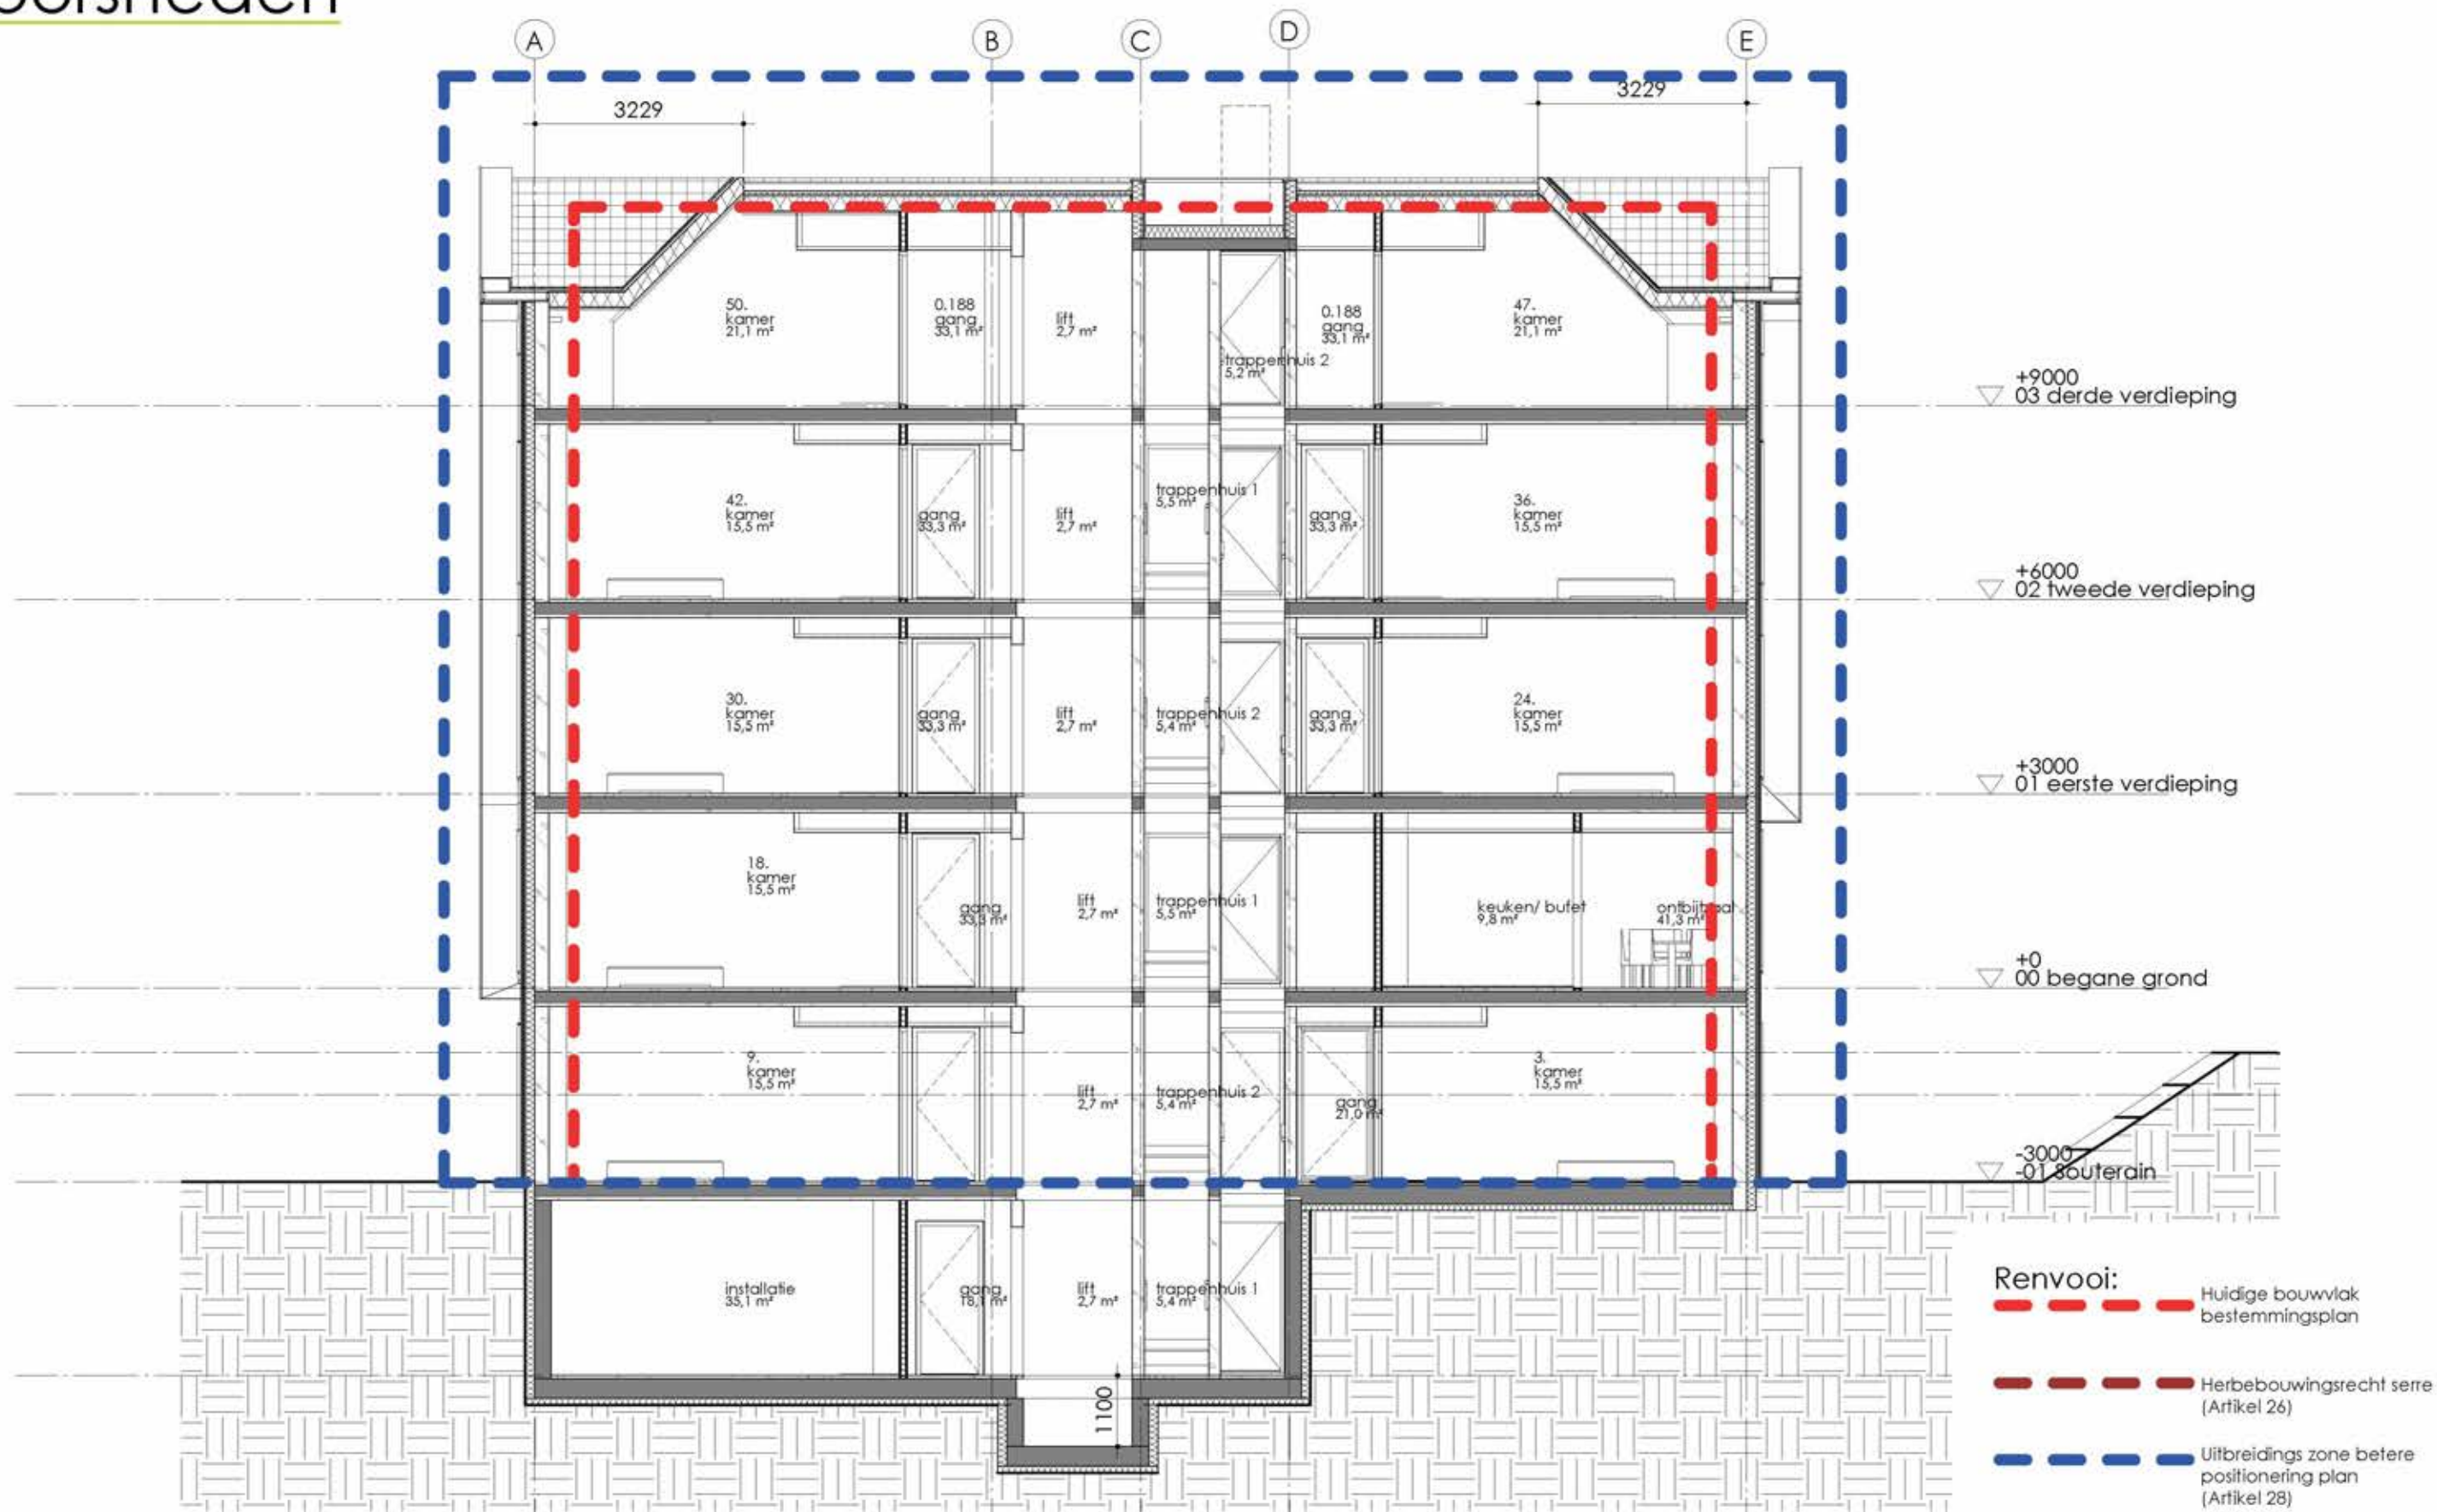 A
B
C
D
E
3229
3229
50.
kamer
21,1 m²
0.188
gang
33,1 m²
lift
2,7 m²
trappenhuis 2
5,2 m²
0.188
gang
33,1 m²
47.
kamer
21,1 m²
+9000
03 derde verdieping
42.
kamer
15,5 m²
gang
33,3 m²
lift
2,7 m²
trappenhuis 1
5,5 m²
gang
33,3 m²
36.
kamer
15,5 m²
+6000
02 tweede verdieping
30.
kamer
15,5 m²
gang
33,3 m²
lift
2,7 m²
trappenhuis 2
5,4 m²
gang
33,3 m²
24.
kamer
15,5 m²
+3000
01 eerste verdieping
18.
kamer
15,5 m²
gang
33,3 m²
lift
2,7 m²
trappenhuis 1
5,5 m²
keuken/ bufet
9,8 m²
ontbijtzaal
41,3 m²
+0
00 begane grond
9.
kamer
15,5 m²
lift
2,7 m²
trappenhuis 2
5,4 m²
gang
21,0 m²
3.
kamer
15,5 m²
-3000
-01 Souterain
installatie
35,1 m²
gang
18,1 m²
lift
2,7 m²
trappenhuis 1
5,4 m²
1100
Renvooi:
Huidige bouwvlak
bestemmingsplan
Herbebouwingsrecht serre
(Artikel 26)
Uitbreidings zone betere
positionering plan
(Artikel 28)